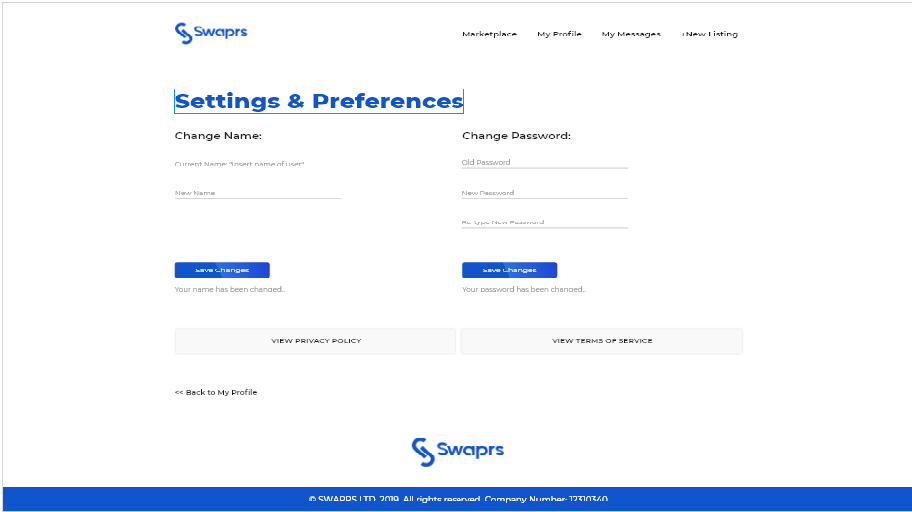 Swaprs
Marketplace My Profile My Messages +New Listing
Settings & Preferences
Change Name:
Current Name: "Insert name of user"
New Name
Save Changes
Your name has been changed..
Change Password:
Old Password
New Password
Re-type New Password
Save Changes
Your password has been changed..
VIEW PRIVACY POLICY
VIEW TERMS OF SERVICE
<< Back to My Profile
Swaprs
© SWAPRS LTD. 2019. All rights reserved. Company Number: 12310340